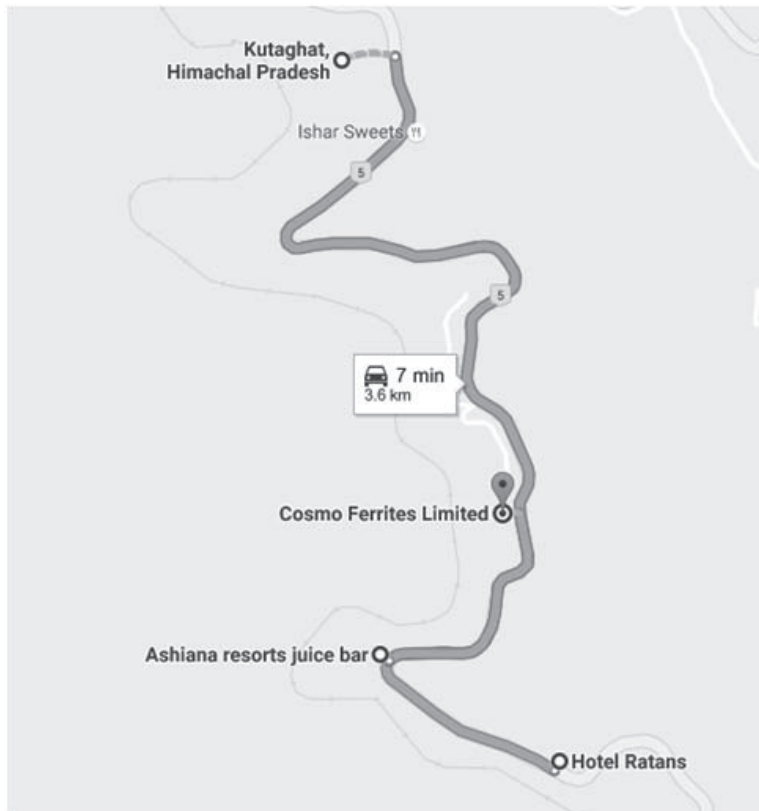 Kutaghat,
Himachal Pradesh
Ishar Sweets
5
5
7 min
3.6 km
Cosmo Ferrites Limited
Ashiana resorts juice bar
Hotel Ratans